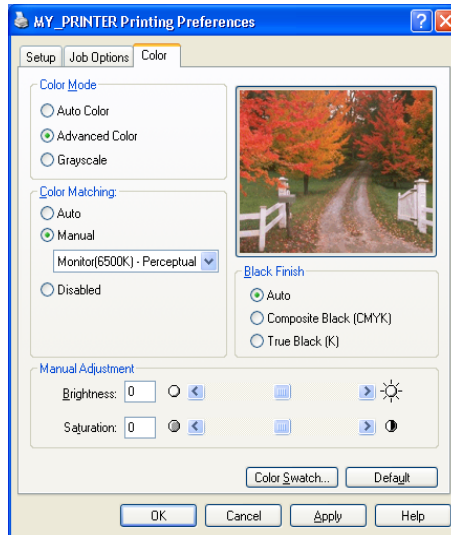 MY_PRINTER Printing Preferences
Setup
Job Options
Color
Color Mode
Auto Color
Advanced Color
Grayscale
Color Matching:
Auto
Manual
Monitor(6500K) - Perceptual
Disabled
Black Finish
Auto
Composite Black (CMYK)
True Black (K)
Manual Adjustment
Brightness: 0
Saturation: 0
Color Swatch... Default
OK Cancel Apply Help